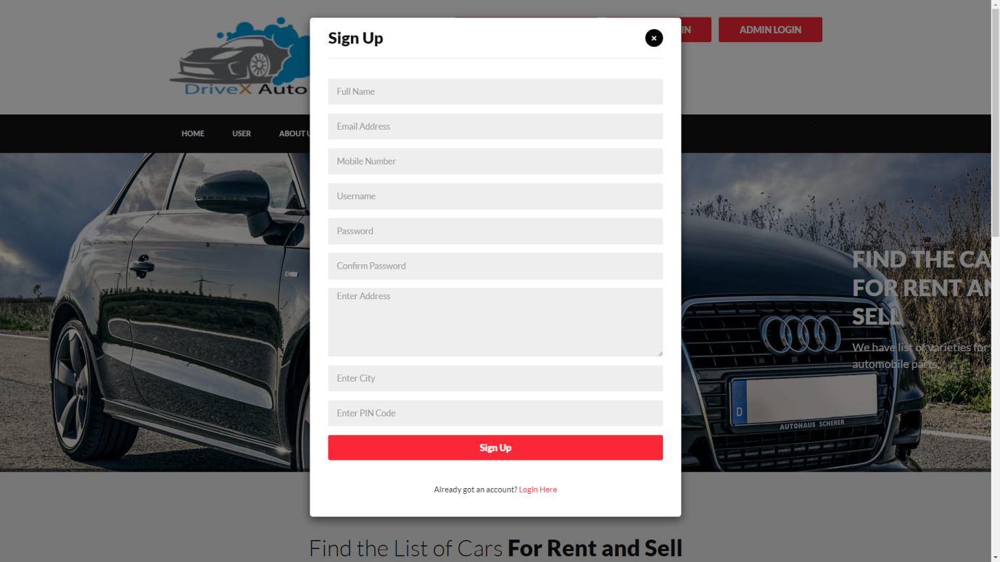 DriveX Auto
IN
ADMIN LOGIN
HOME
USER
ABOUT U
Sign Up
Full Name
Email Address
Mobile Number
Username
Password
Confirm Password
Enter Address
Enter City
Enter PIN Code
Sign Up
Already got an account? Login Here
FIND THE CA
FOR RENT AN
SELL
We have list of varieties for
automobile parts.
D
AUTOHAUS SCHERER
Find the List of Cars For Rent and Sell